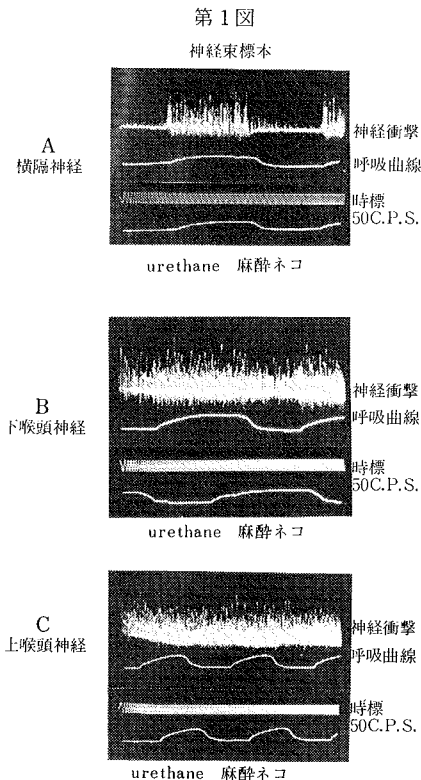 第1図
神経束標本
A
横隔神経
神経衝撃
呼吸曲線
時標
50C.P.S.
urethane 麻酔ネコ
B
下喉頭神経
神経衝撃
呼吸曲線
時標
50C.P.S.
urethane 麻酔ネコ
C
上喉頭神経
神経衝撃
呼吸曲線
時標
50C.P.S.
urethane 麻酔ネコ